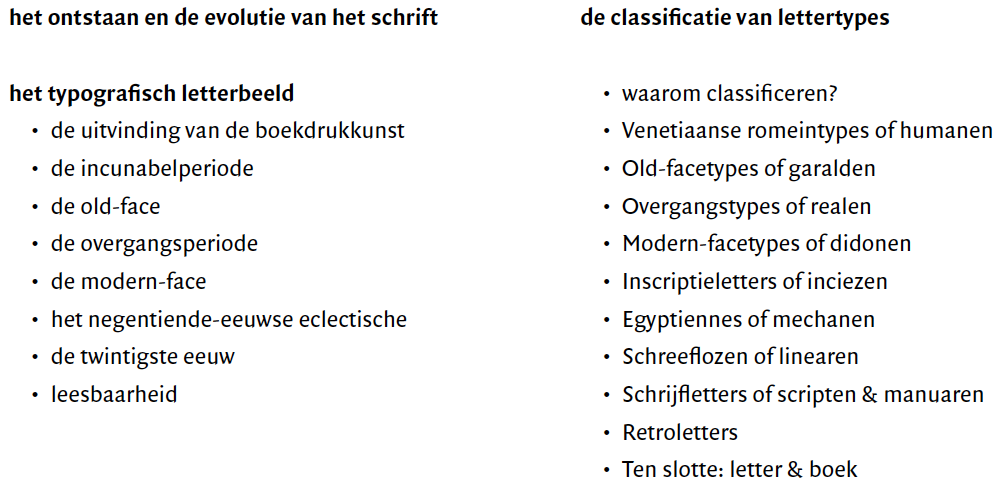 het ontstaan en de evolutie van het schrift
het typografisch letterbeeld
• de uitvinding van de boekdrukkunst
• de incunabelperiode
• de old-face
• de overgangsperiode
• de modern-face
• het negentiende-eeuwse eclectische
• de twintigste eeuw
• leesbaarheid
de classificatie van lettertypes
• waarom classificeren?
• Venetiaanse romeintypes of humanen
• Old-facetypes of garalden
• Overgangstypes of realen
• Modern-facetypes of didonen
• Inscriptieletters of inciezen
• Egyptiennes of mechanen
• Schreeflozen of linearen
• Schrijfletters of scripten & manuaren
• Retroletters
• Ten slotte: letter & boek